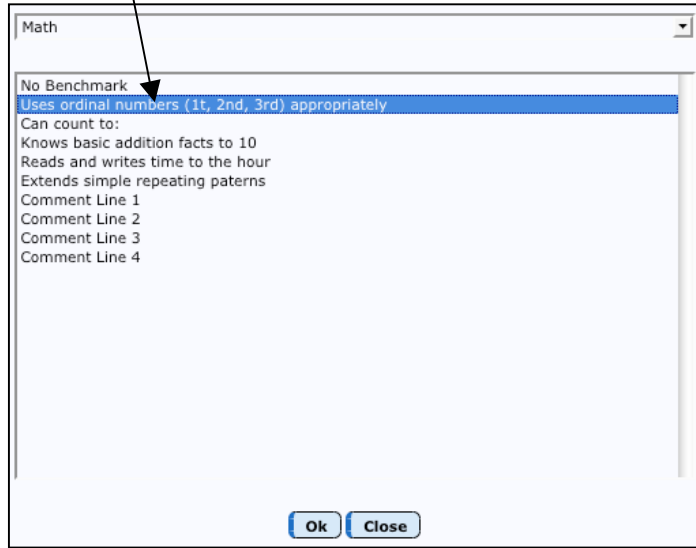 Math
No Benchmark
Uses ordinal numbers (1t, 2nd, 3rd) appropriately
Can count to:
Knows basic addition facts to 10
Reads and writes time to the hour
Extends simple repeating paterns
Comment Line 1
Comment Line 2
Comment Line 3
Comment Line 4
Ok Close